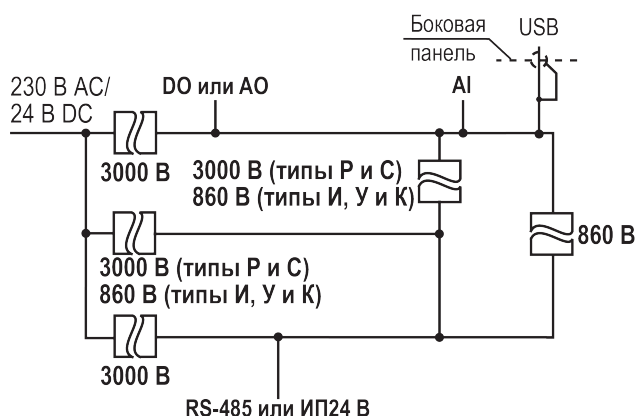 Боковая
панель
USB
230 В AC/
24 В DC
DO или AO
AI
3000 В
3000 В (типы Р и С)
860 В (типы И, У и К)
860 В
3000 В (типы Р и С)
860 В (типы И, У и К)
3000 В
RS-485 или ИП24 В